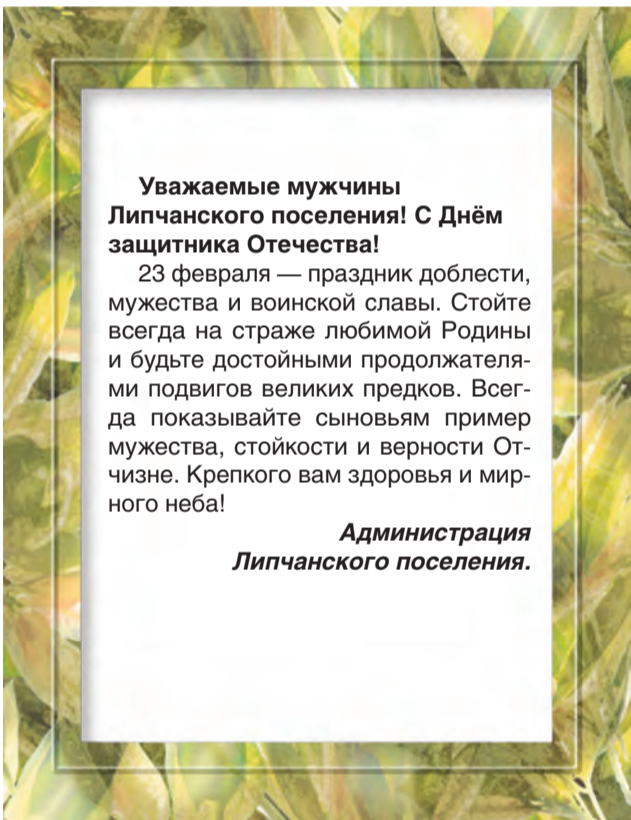 Уважаемые мужчины
Липчанского поселения! С Днём
защитника Отечества!
23 февраля — праздник доблести,
мужества и воинской славы. Стойте
всегда на страже любимой Родины
и будьте достойными продолжателя-
ми подвигов великих предков. Всег-
да показывайте сыновьям пример
мужества, стойкости и верности От-
чизне. Крепкого вам здоровья и мир-
ного неба!
Администрация
Липчанского поселения.